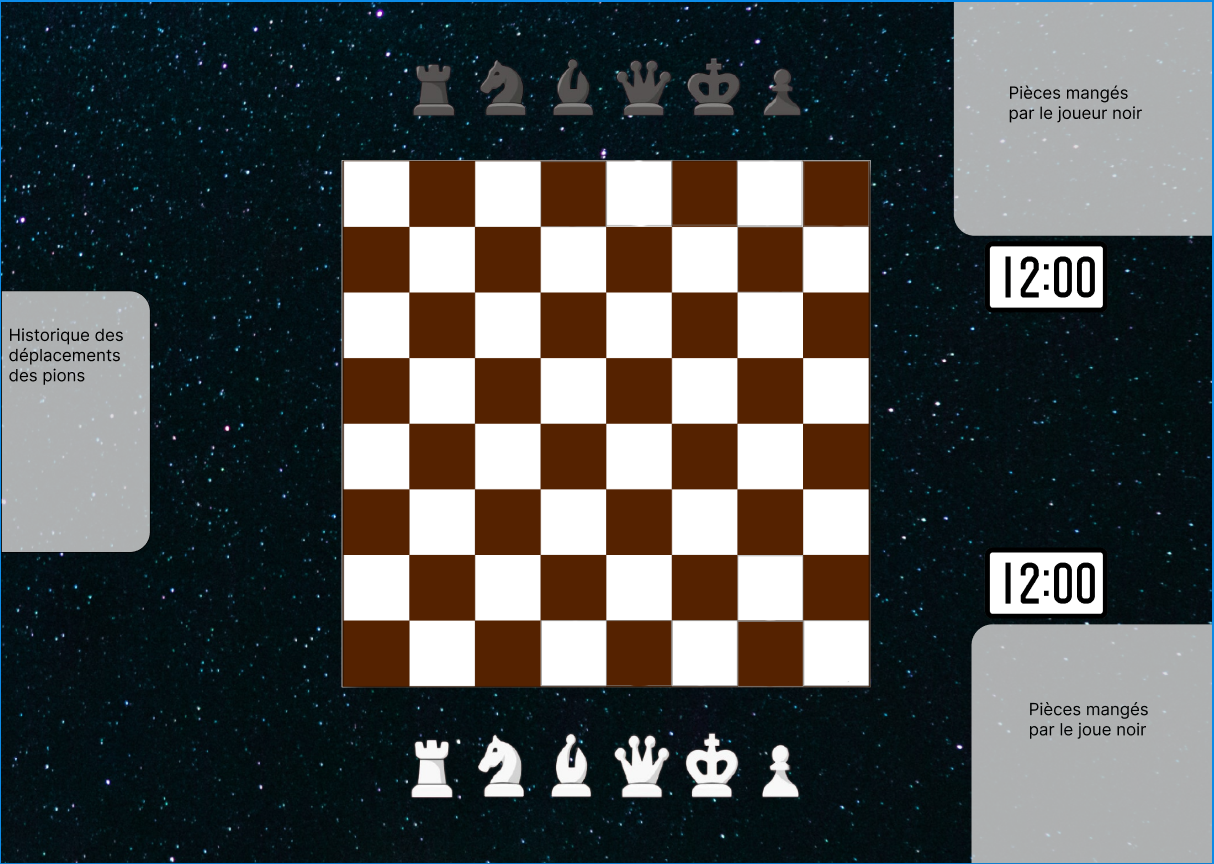 Pièces mangés
par le joueur noir
12:00
Historique des
déplacements
des pions
12:00
Pièces mangés
par le joue noir